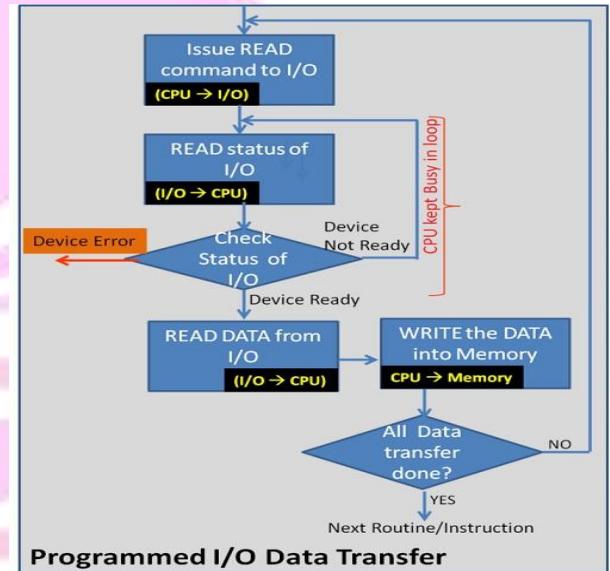 Issue READ
command to I/O
(CPU → I/O)
READ status of
I/O
(I/O → CPU)
CPU kept Busy in loop
Device
Not Ready
Device Error
Check
Status of
I/O
Device Ready
READ DATA from
I/O
(I/O → CPU)
WRITE the DATA
into Memory
CPU → Memory
All Data
transfer
done?
NO
YES
Next Routine/Instruction
Programmed I/O Data Transfer